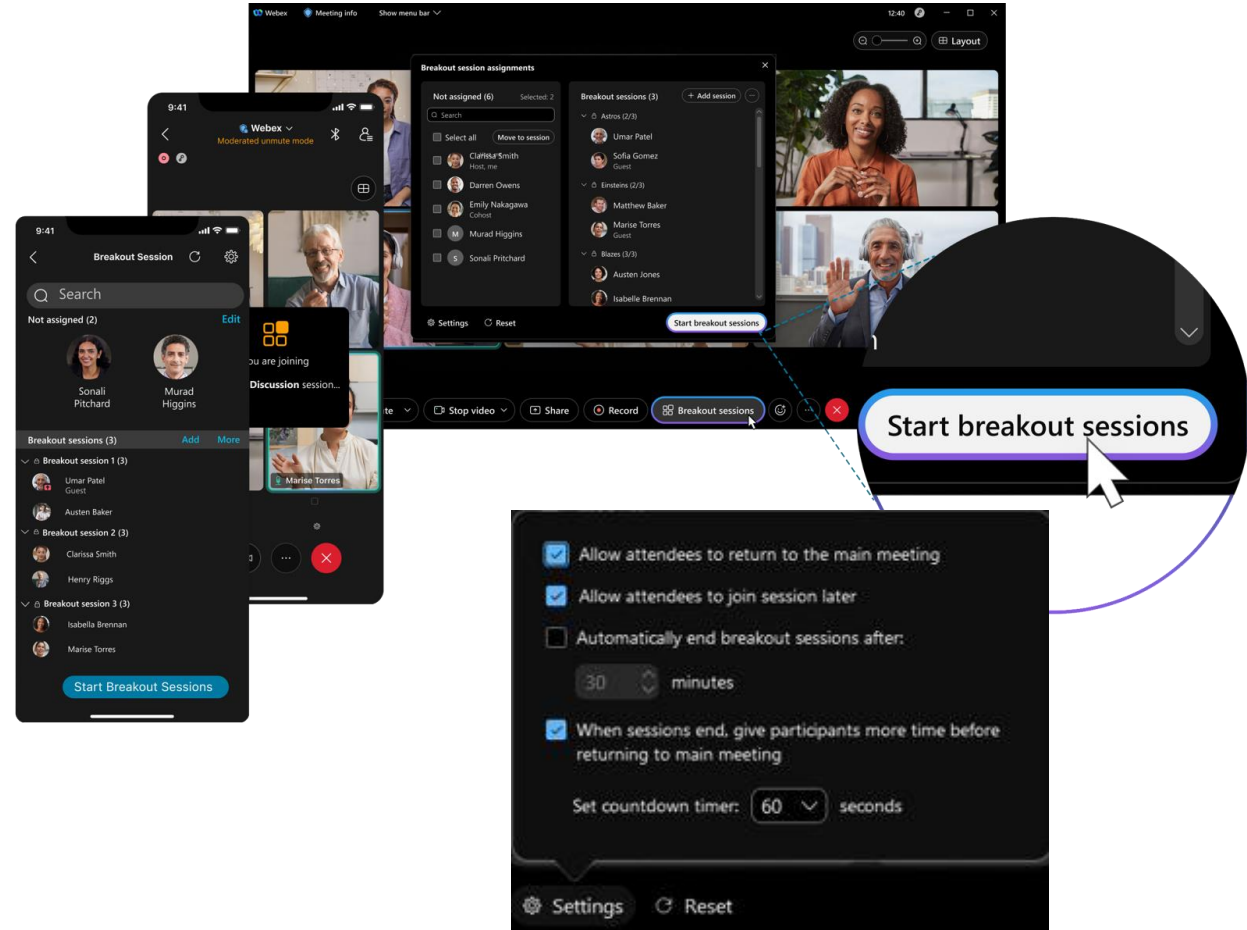 Webex
Meeting info
Show menu bar
12:40
Layout
Breakout session assignments
Not assigned (6)
Selected: 2
Search
Select all
Move to session
Clarissa Smith
Host, me
Darren Owens
Emily Nakagawa
Cohost
M
Murad Higgins
S
Sonali Pritchard
Breakout sessions (3)
+ Add session
Astros (2/3)
Umar Patel
Sofia Gomez
Guest
Einsteins (2/3)
Matthew Baker
Marise Torres
Guest
Blazes (3/3)
Austen Jones
Isabelle Brennan
Settings
Reset
Start breakout sessions
Stop video
Share
Record
Breakout sessions
9:41
Webex
Moderated unmute mode
are joining
Discussion session...
Marise Torres
9:41
Breakout Session
Search
Not assigned (2)
Edit
Sonali
Pitchard
Murad
Higgins
Breakout sessions (3)
Add
More
Breakout session 1 (3)
Umar Patel
Guest
Austen Baker
Breakout session 2 (3)
Clarissa Smith
Henry Riggs
Breakout session 3 (3)
Isabella Brennan
Marise Torres
Start Breakout Sessions
Start breakout sessions
Allow attendees to return to the main meeting
Allow attendees to join session later
Automatically end breakout sessions after:
30 minutes
When sessions end, give participants more time before
returning to main meeting
Set countdown timer: 60 seconds
Settings
Reset